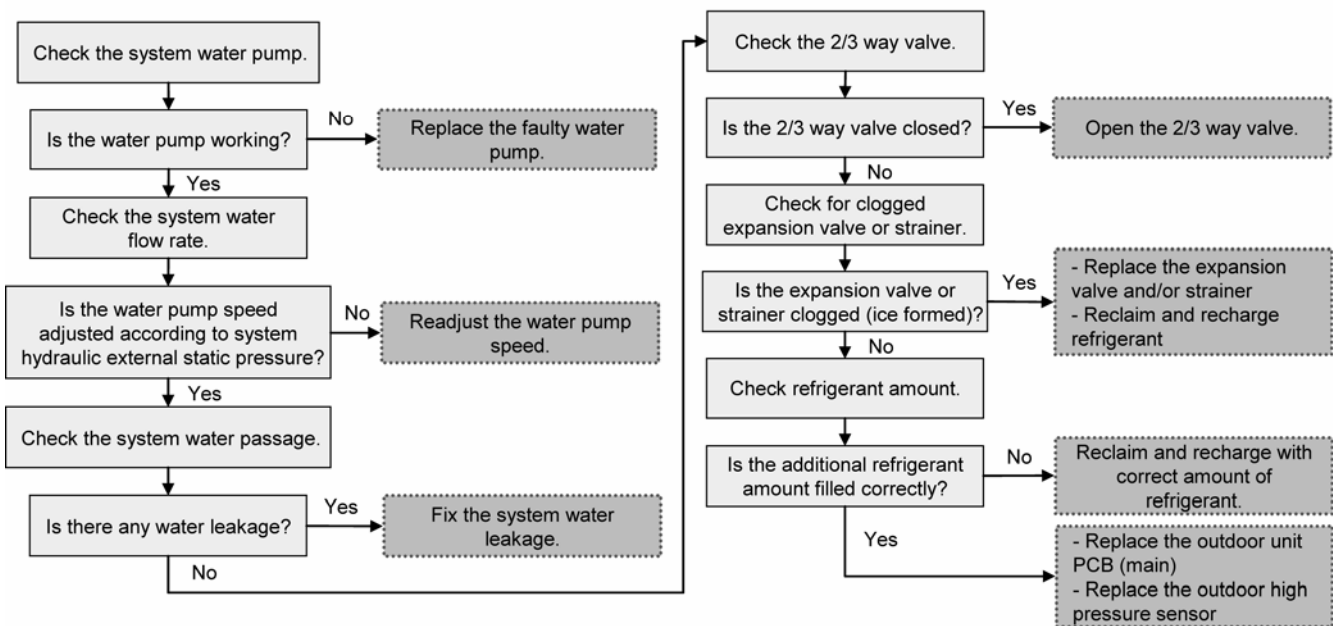 Check the system water pump.
Is the water pump working?
No
Replace the faulty water
pump.
Yes
Check the system water
flow rate.
Is the water pump speed
adjusted according to system
hydraulic external static pressure?
No
Readjust the water pump
speed.
Yes
Check the system water passage.
Is there any water leakage?
Yes
Fix the system water
leakage.
No
Check the 2/3 way valve.
Is the 2/3 way valve closed?
Yes
Open the 2/3 way valve.
No
Check for clogged
expansion valve or strainer.
Is the expansion valve or
strainer clogged (ice formed)?
Yes
- Replace the expansion
valve and/or strainer
- Reclaim and recharge
refrigerant
No
Check refrigerant amount.
Is the additional refrigerant
amount filled correctly?
No
Reclaim and recharge with
correct amount of
refrigerant.
Yes
- Replace the outdoor unit
PCB (main)
- Replace the outdoor high
pressure sensor